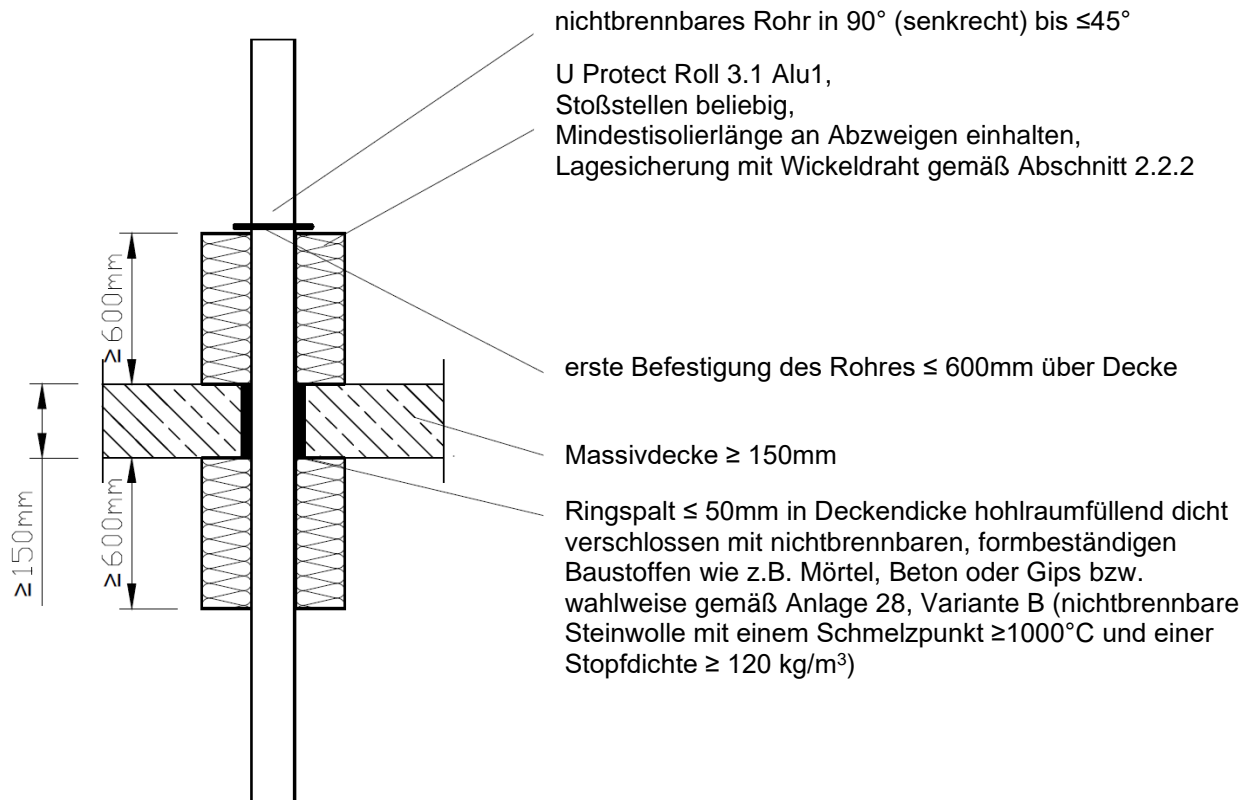 nichtbrennbares Rohr in 90° (senkrecht) bis ≤45°
U Protect Roll 3.1 Alu1,
Stoßstellen beliebig,
Mindestisolierlänge an Abzweigen einhalten,
Lagesicherung mit Wickeldraht gemäß Abschnitt 2.2.2
≥600mm
erste Befestigung des Rohres ≤ 600mm über Decke
Massivdecke ≥ 150mm
≥150mm
≥600mm
Ringspalt ≤ 50mm in Deckendicke hohlraumfüllend dicht
verschlossen mit nichtbrennbaren, formbeständigen
Baustoffen wie z.B. Mörtel, Beton oder Gips bzw.
wahlweise gemäß Anlage 28, Variante B (nichtbrennbare
Steinwolle mit einem Schmelzpunkt ≥1000°C und einer
Stopfdichte ≥ 120 kg/m³)